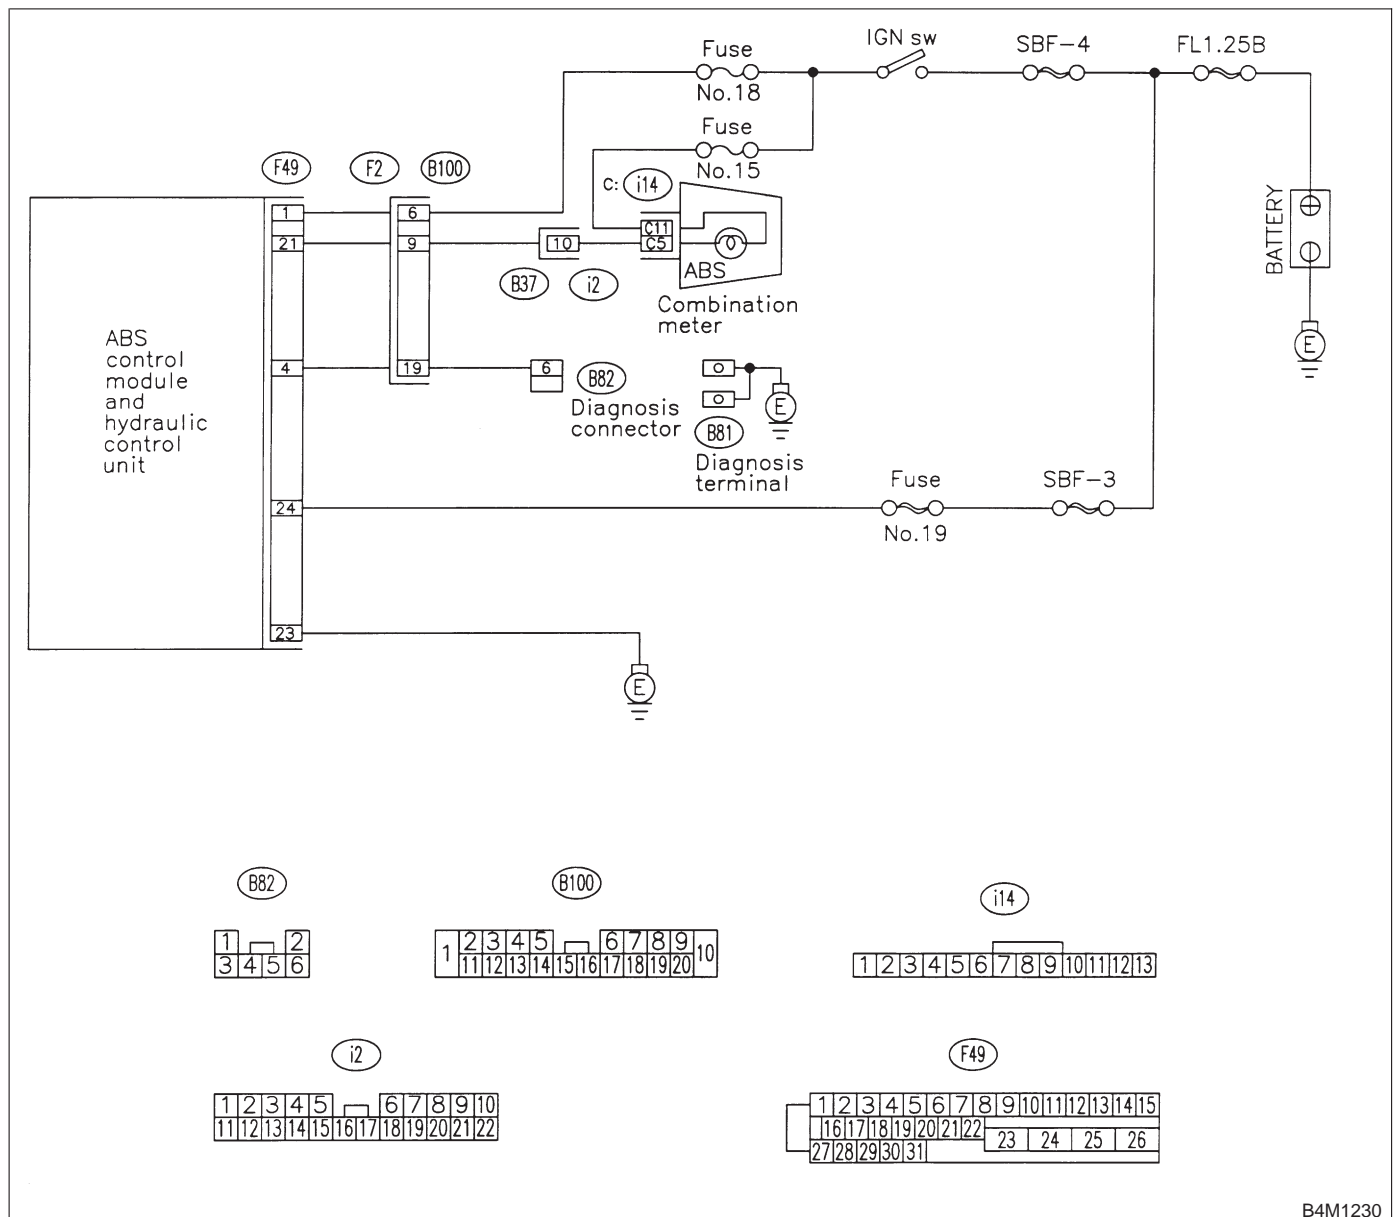 IGN sw
SBF-4
FL1.25B
Fuse
No.18
Fuse
No.15
F49
F2
B100
c: i14
BATTERY
1
6
C11
21
9
10
C5
ABS
B37
i2
Combination
meter
E
ABS
control
module
and
hydraulic
control
unit
4
19
6
B82
Diagnosis
connector
E
B81
Diagnosis
terminal
Fuse
SBF-3
24
No.19
23
E
B82
1 2
3 4 5 6
B100
1 2 3 4 5 6 7 8 9 10
11 12 13 14 15 16 17 18 19 20
i14
1 2 3 4 5 6 7 8 9 10 11 12 13
i2
1 2 3 4 5 6 7 8 9 10
11 12 13 14 15 16 17 18 19 20 21 22
F49
1 2 3 4 5 6 7 8 9 10 11 12 13 14 15
16 17 18 19 20 21 22 23 24 25 26
27 28 29 30 31
B4M1230